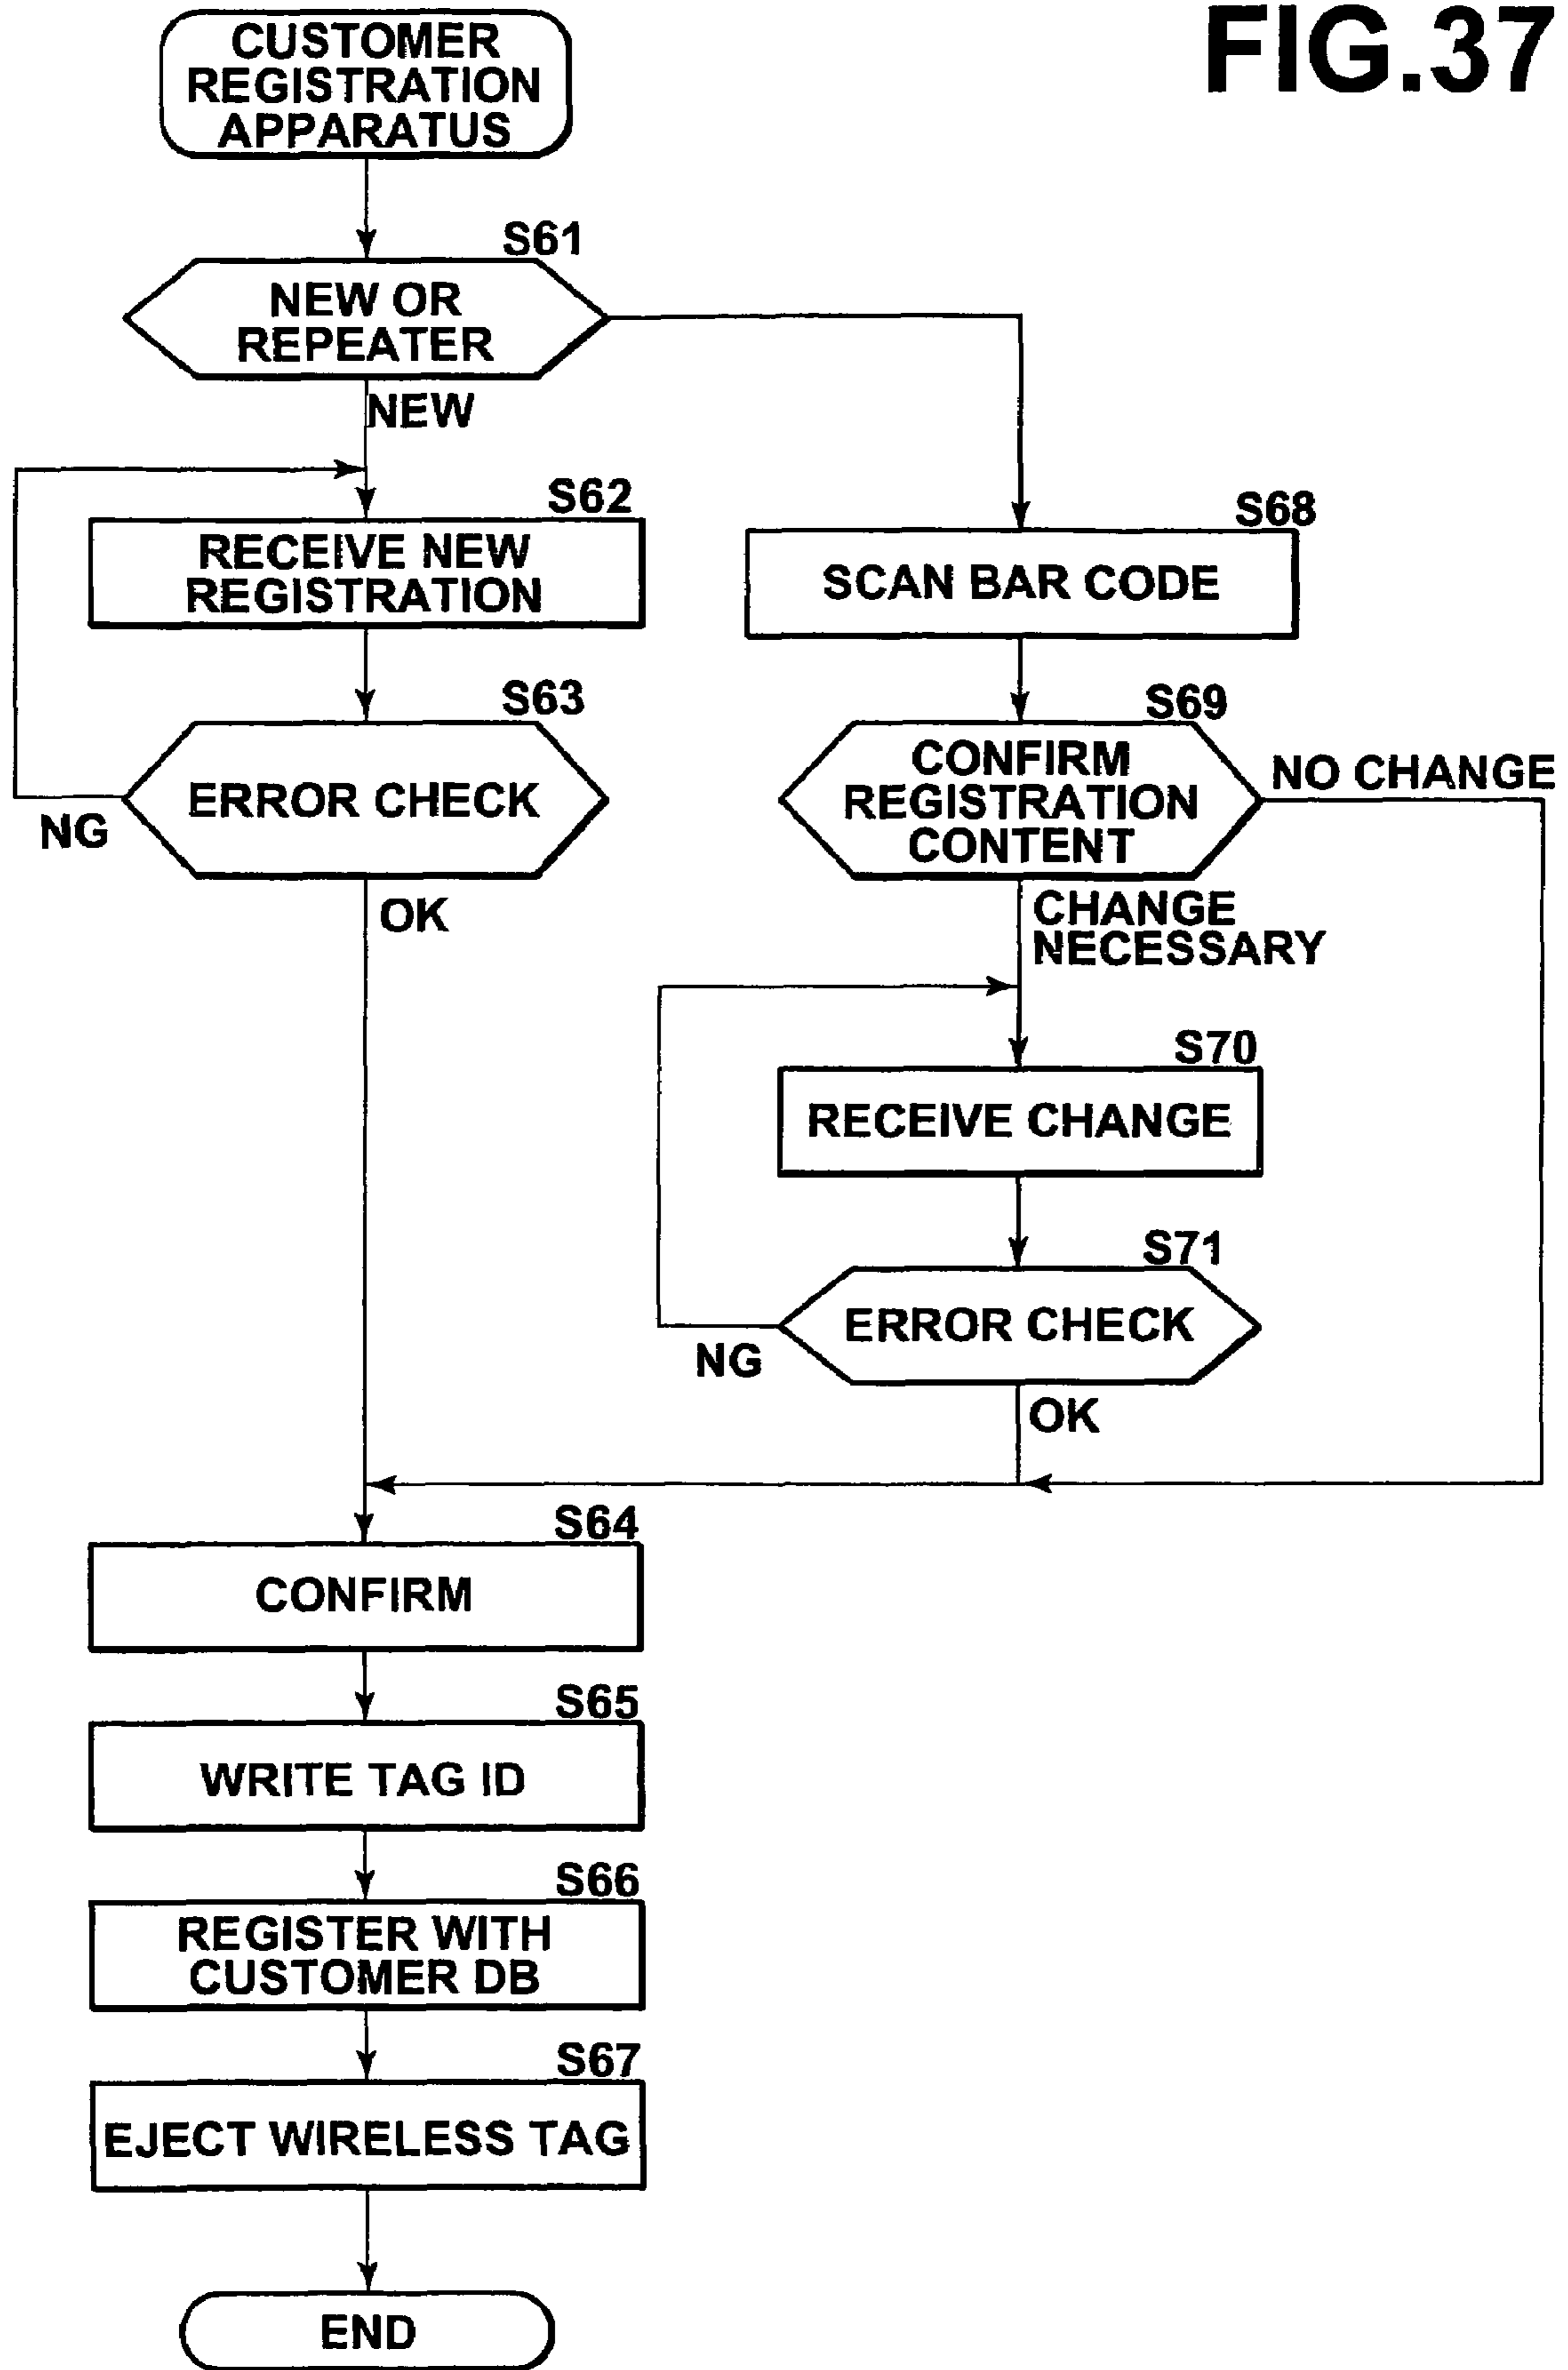 FIG.37
CUSTOMER
REGISTRATION
APPARATUS
S61
NEW OR
REPEATER
NEW
S62
RECEIVE NEW
REGISTRATION
S63
ERROR CHECK
NG
OK
S68
SCAN BAR CODE
S69
CONFIRM
REGISTRATION
CONTENT
NO CHANGE
CHANGE
NECESSARY
S70
RECEIVE CHANGE
S71
ERROR CHECK
NG
OK
S64
CONFIRM
S65
WRITE TAG ID
S66
REGISTER WITH
CUSTOMER DB
S67
EJECT WIRELESS TAG
END